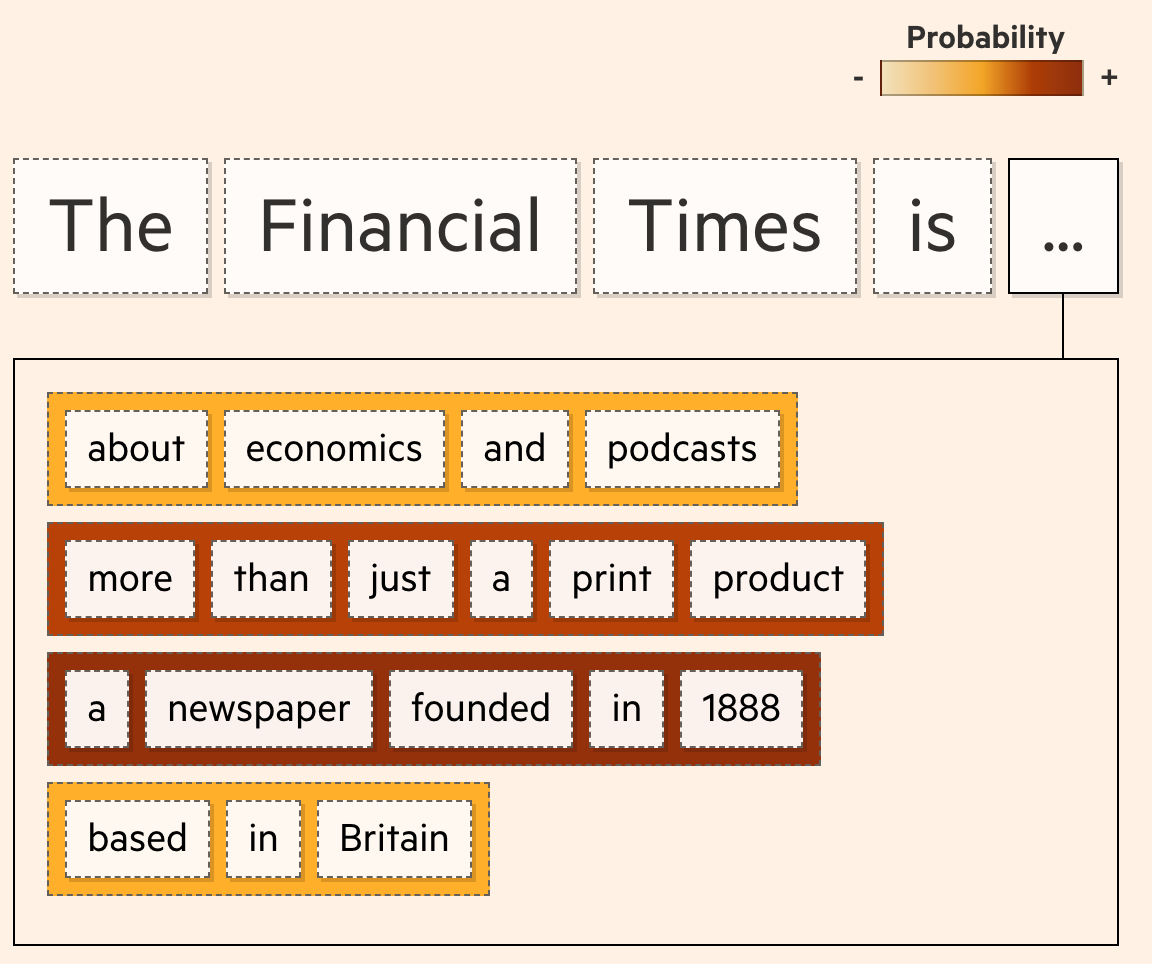 Probability
- +
The Financial Times is ...
about economics and podcasts
more than just a print product
a newspaper founded in 1888
based in Britain